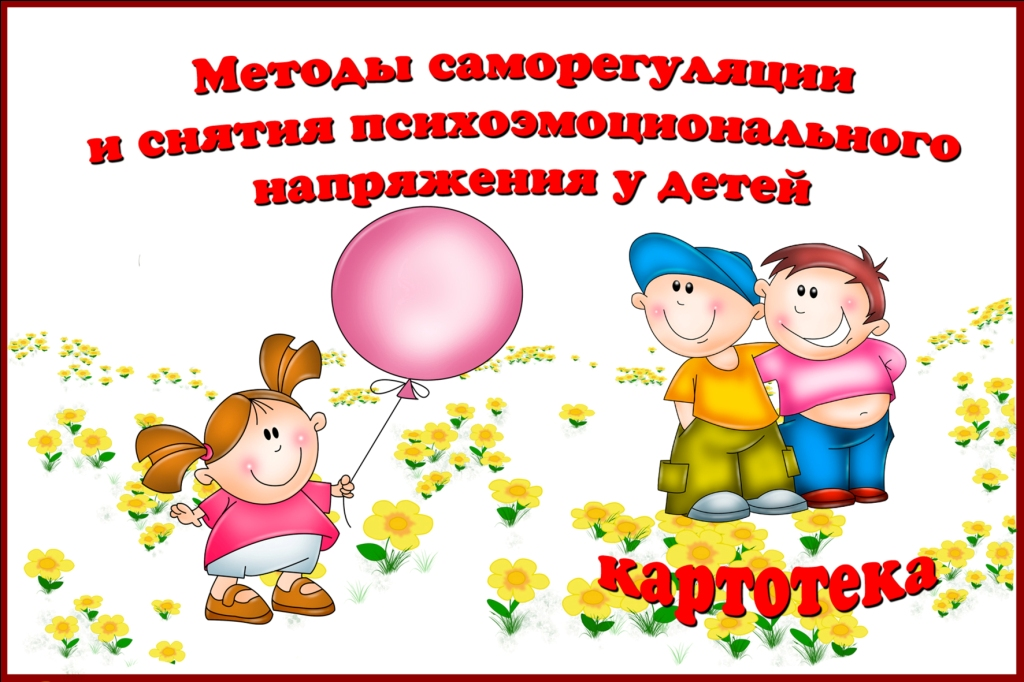 Методы саморегуляции
и снятия психоэмоционального
напряжения у детей
картотека